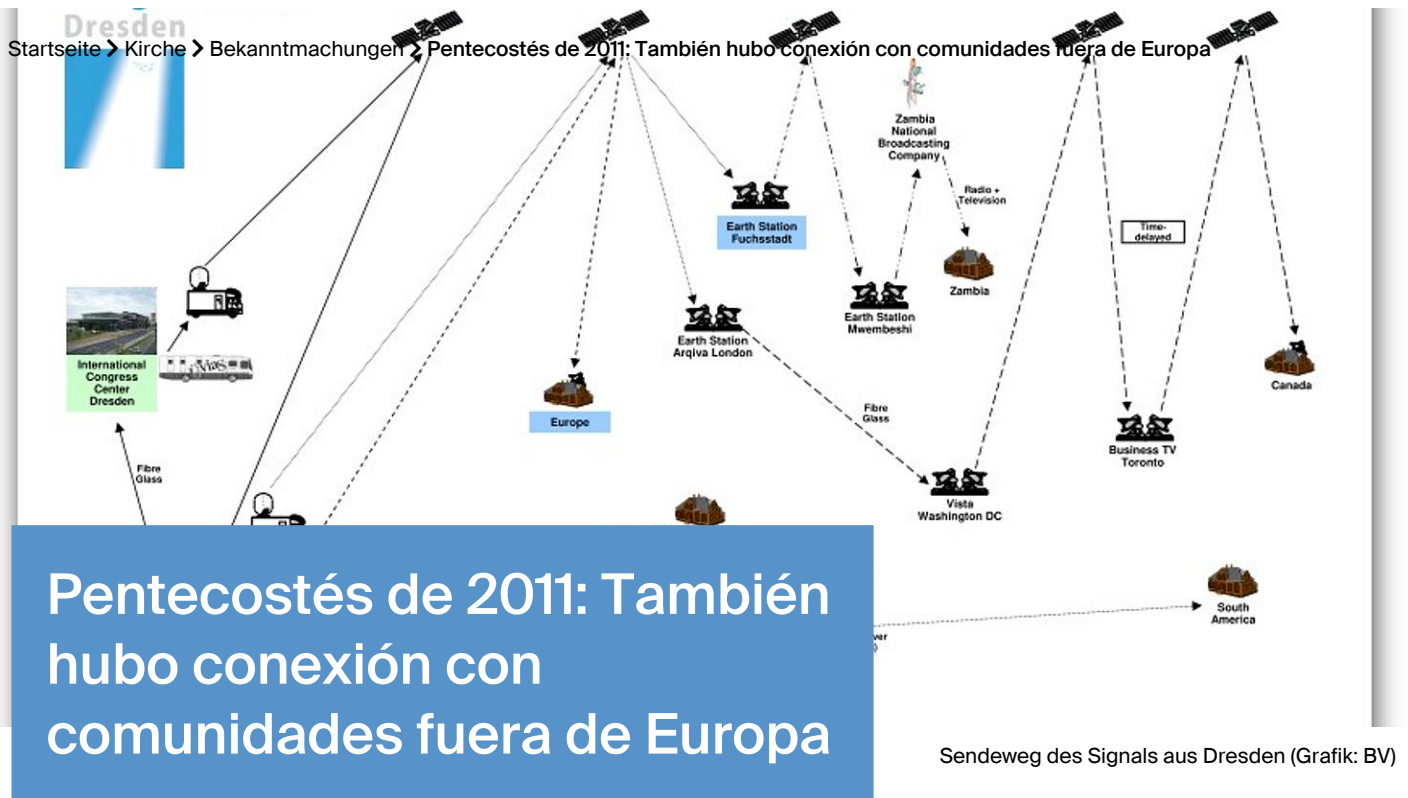 Dresden
Startseite > Kirche > Bekanntmachungen > Pentecostés de 2011: También hubo conexión con comunidades fuera de Europa
Zambia
National
Broadcasting
Company
Radio +
Television
Earth Station
Fuchsstadt
Time-
delayed
Zambia
Earth Station
Mwembeshi
Earth Station
Arqiva London
International
Congress
Center
Dresden
Canada
Europe
Fibre
Glass
Business TV
Toronto
Fibre
Glass
Vista
Washington DC
South
America
Pentecostés de 2011: También
hubo conexión con
comunidades fuera de Europa
Sendeweg des Signals aus Dresden (Grafik: BV)